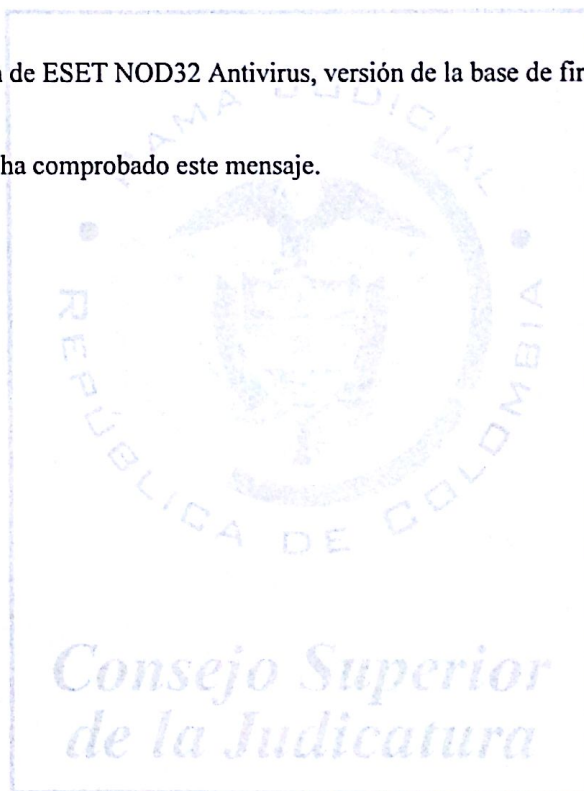 de ESET NOD32 Antivirus, versión de la base de fir
ha comprobado este mensaje.
RAMA JUDICIAL
REPÚBLICA DE COLOMBIA
Consejo Superior
de la Judicatura